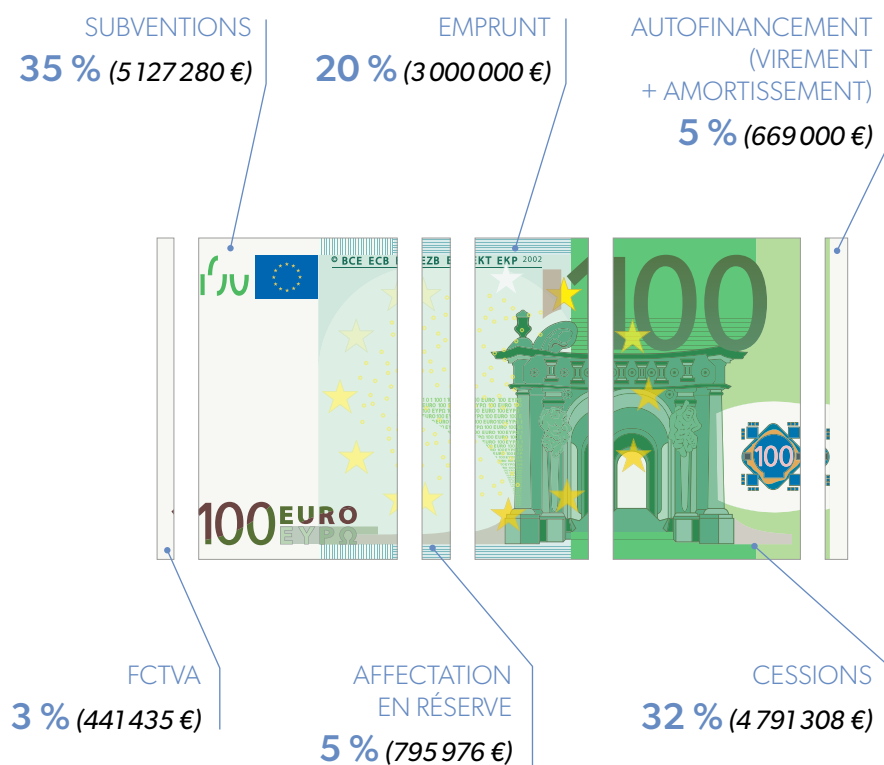 SUBVENTIONS
35 % (5 127 280 €)
EMPRUNT
20 % (3 000 000 €)
AUTOFINANCEMENT
(VIREMENT
+ AMORTISSEMENT)
5 % (669 000 €)
© BCE ECB
EZB
EKT EKP 2002
100
100 EURO
ΕΥΡΩ
100
FCTVA
3 % (441 435 €)
AFFECTATION
EN RÉSERVE
5 % (795 976 €)
CESSIONS
32 % (4 791 308 €)